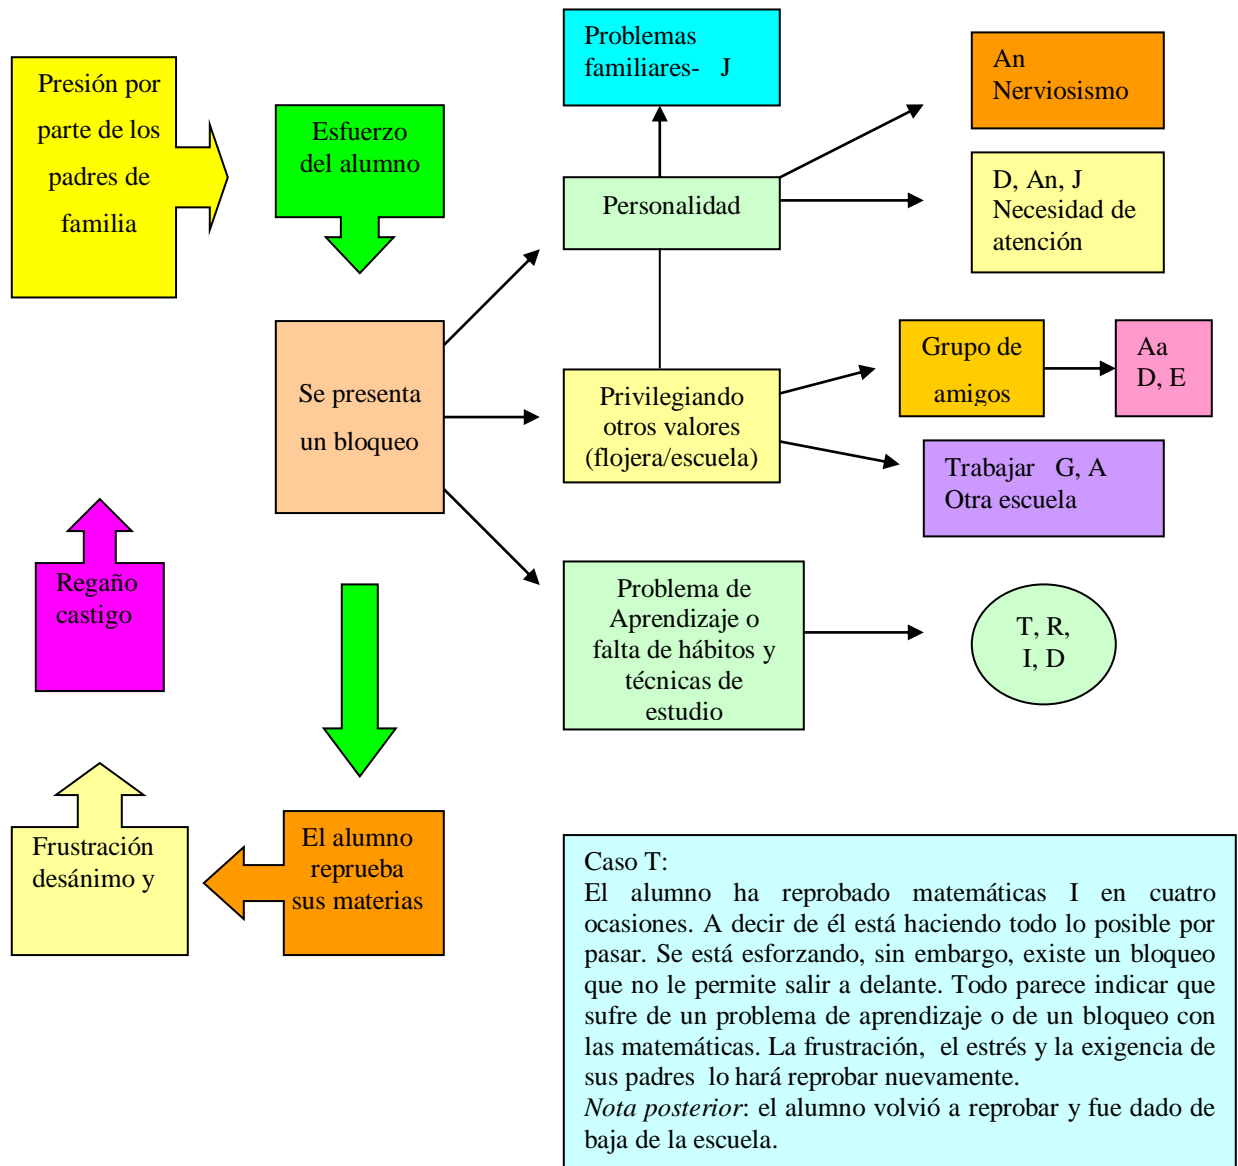 Presión por
parte de los
padres de
familia
Esfuerzo
del alumno
Problemas
familiares-   J
An
Nerviosismo
Personalidad
D, An, J
Necesidad de
atención
Se presenta
un bloqueo
Privilegiando
otros valores
(flojera/escuela)
Grupo de
amigos
Aa
D, E
Trabajar   G, A
Otra escuela
Regaño
castigo
Problema de
Aprendizaje o
falta de hábitos y
técnicas de
estudio
T, R,
I, D
Frustración
desánimo y
El alumno
reprueba
sus materias
Caso T:
El alumno ha reprobado matemáticas I en cuatro
ocasiones. A decir de él está haciendo todo lo posible por
pasar. Se está esforzando, sin embargo, existe un bloqueo
que no le permite salir a delante. Todo parece indicar que
sufre de un problema de aprendizaje o de un bloqueo con
las matemáticas. La frustración,  el estrés y la exigencia de
sus padres  lo hará reprobar nuevamente.
Nota posterior: el alumno volvió a reprobar y fue dado de
baja de la escuela.